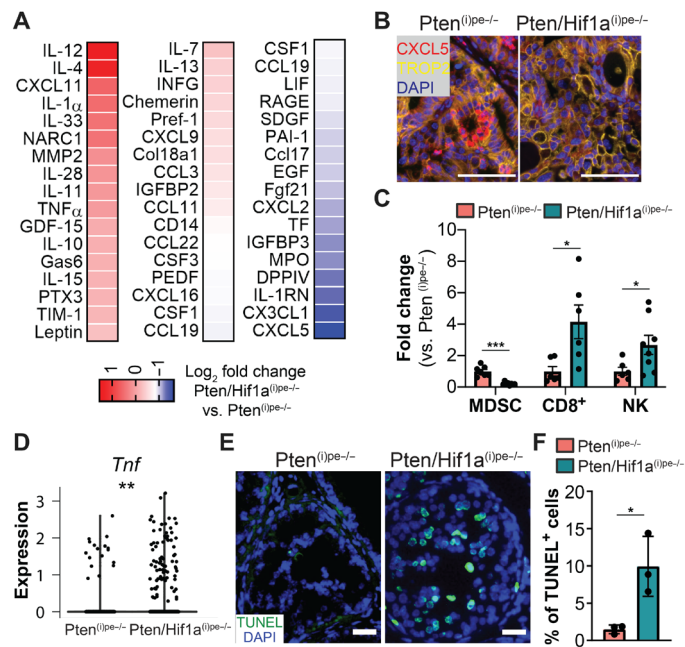 A
IL-12
IL-4
CXCL11
IL-1α
IL-33
NARC1
MMP2
IL-28
IL-11
TNFα
GDF-15
IL-10
Gas6
IL-15
PTX3
TIM-1
Leptin
IL-7
IL-13
INFG
Chemerin
Pref-1
CXCL9
Col18a1
CCL3
IGFBP2
CCL11
CD14
CCL22
CSF3
PEDF
CXCL16
CSF1
CCL19
CSF1
CCL19
LIF
RAGE
SDGF
PAI-1
Ccl17
EGF
Fgf21
CXCL2
TF
IGFBP3
MPO
DPPIV
IL-1RN
CX3CL1
CXCL5
1 0 −1
Log2 fold change
Pten/Hif1a(i)pe−/−
vs. Pten(i)pe−/−
B
Pten(i)pe−/− Pten/Hif1a(i)pe−/−
CXCL5
TROP2
DAPI
C
Pten(i)pe−/− Pten/Hif1a(i)pe−/−
Fold change
(vs. Pten (i)pe−/−)
10
8
6
4
2
0
*** * *
MDSC CD8+ NK
D
Tnf
**
Expression
3
2
1
0
Pten(i)pe−/− Pten/Hif1a(i)pe−/−
E
Pten(i)pe−/− Pten/Hif1a(i)pe−/−
TUNEL
DAPI
F
Pten(i)pe−/−
Pten/Hif1a(i)pe−/−
% of TUNEL+ cells
20
15
10
5
0
*